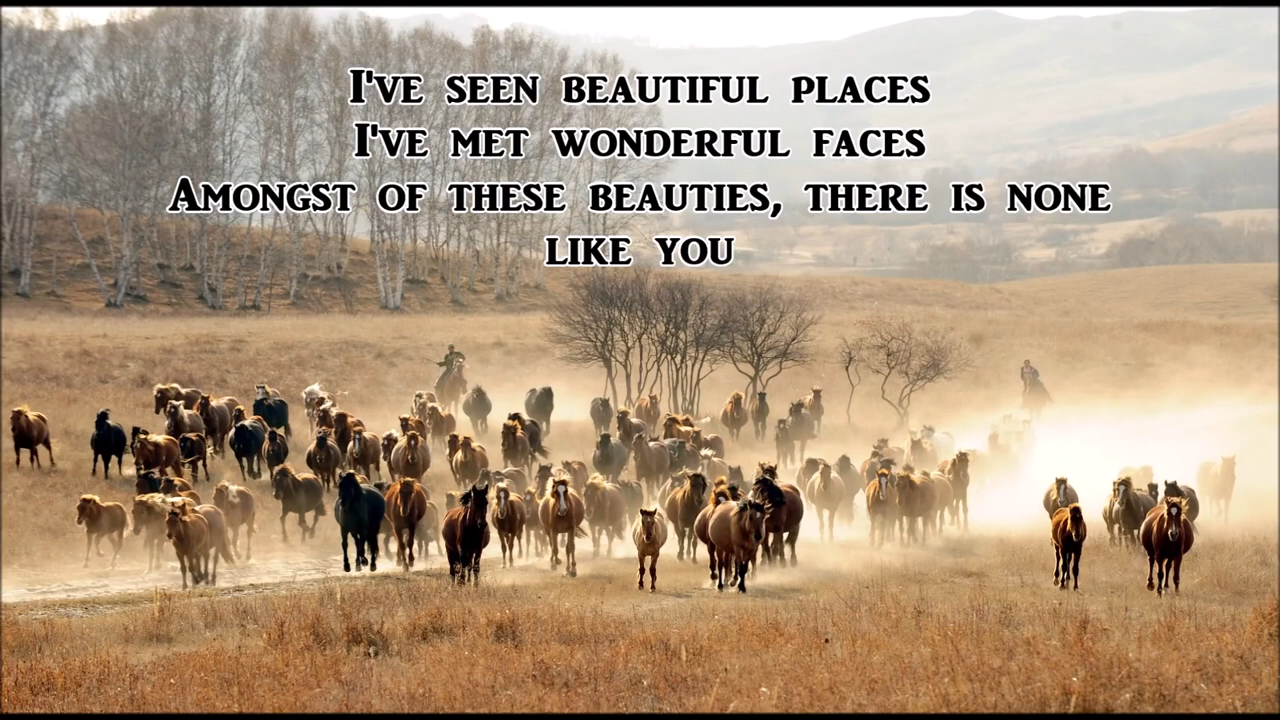 I've seen beautiful places
I've met wonderful faces
Amongst of these beauties, there is none
like you